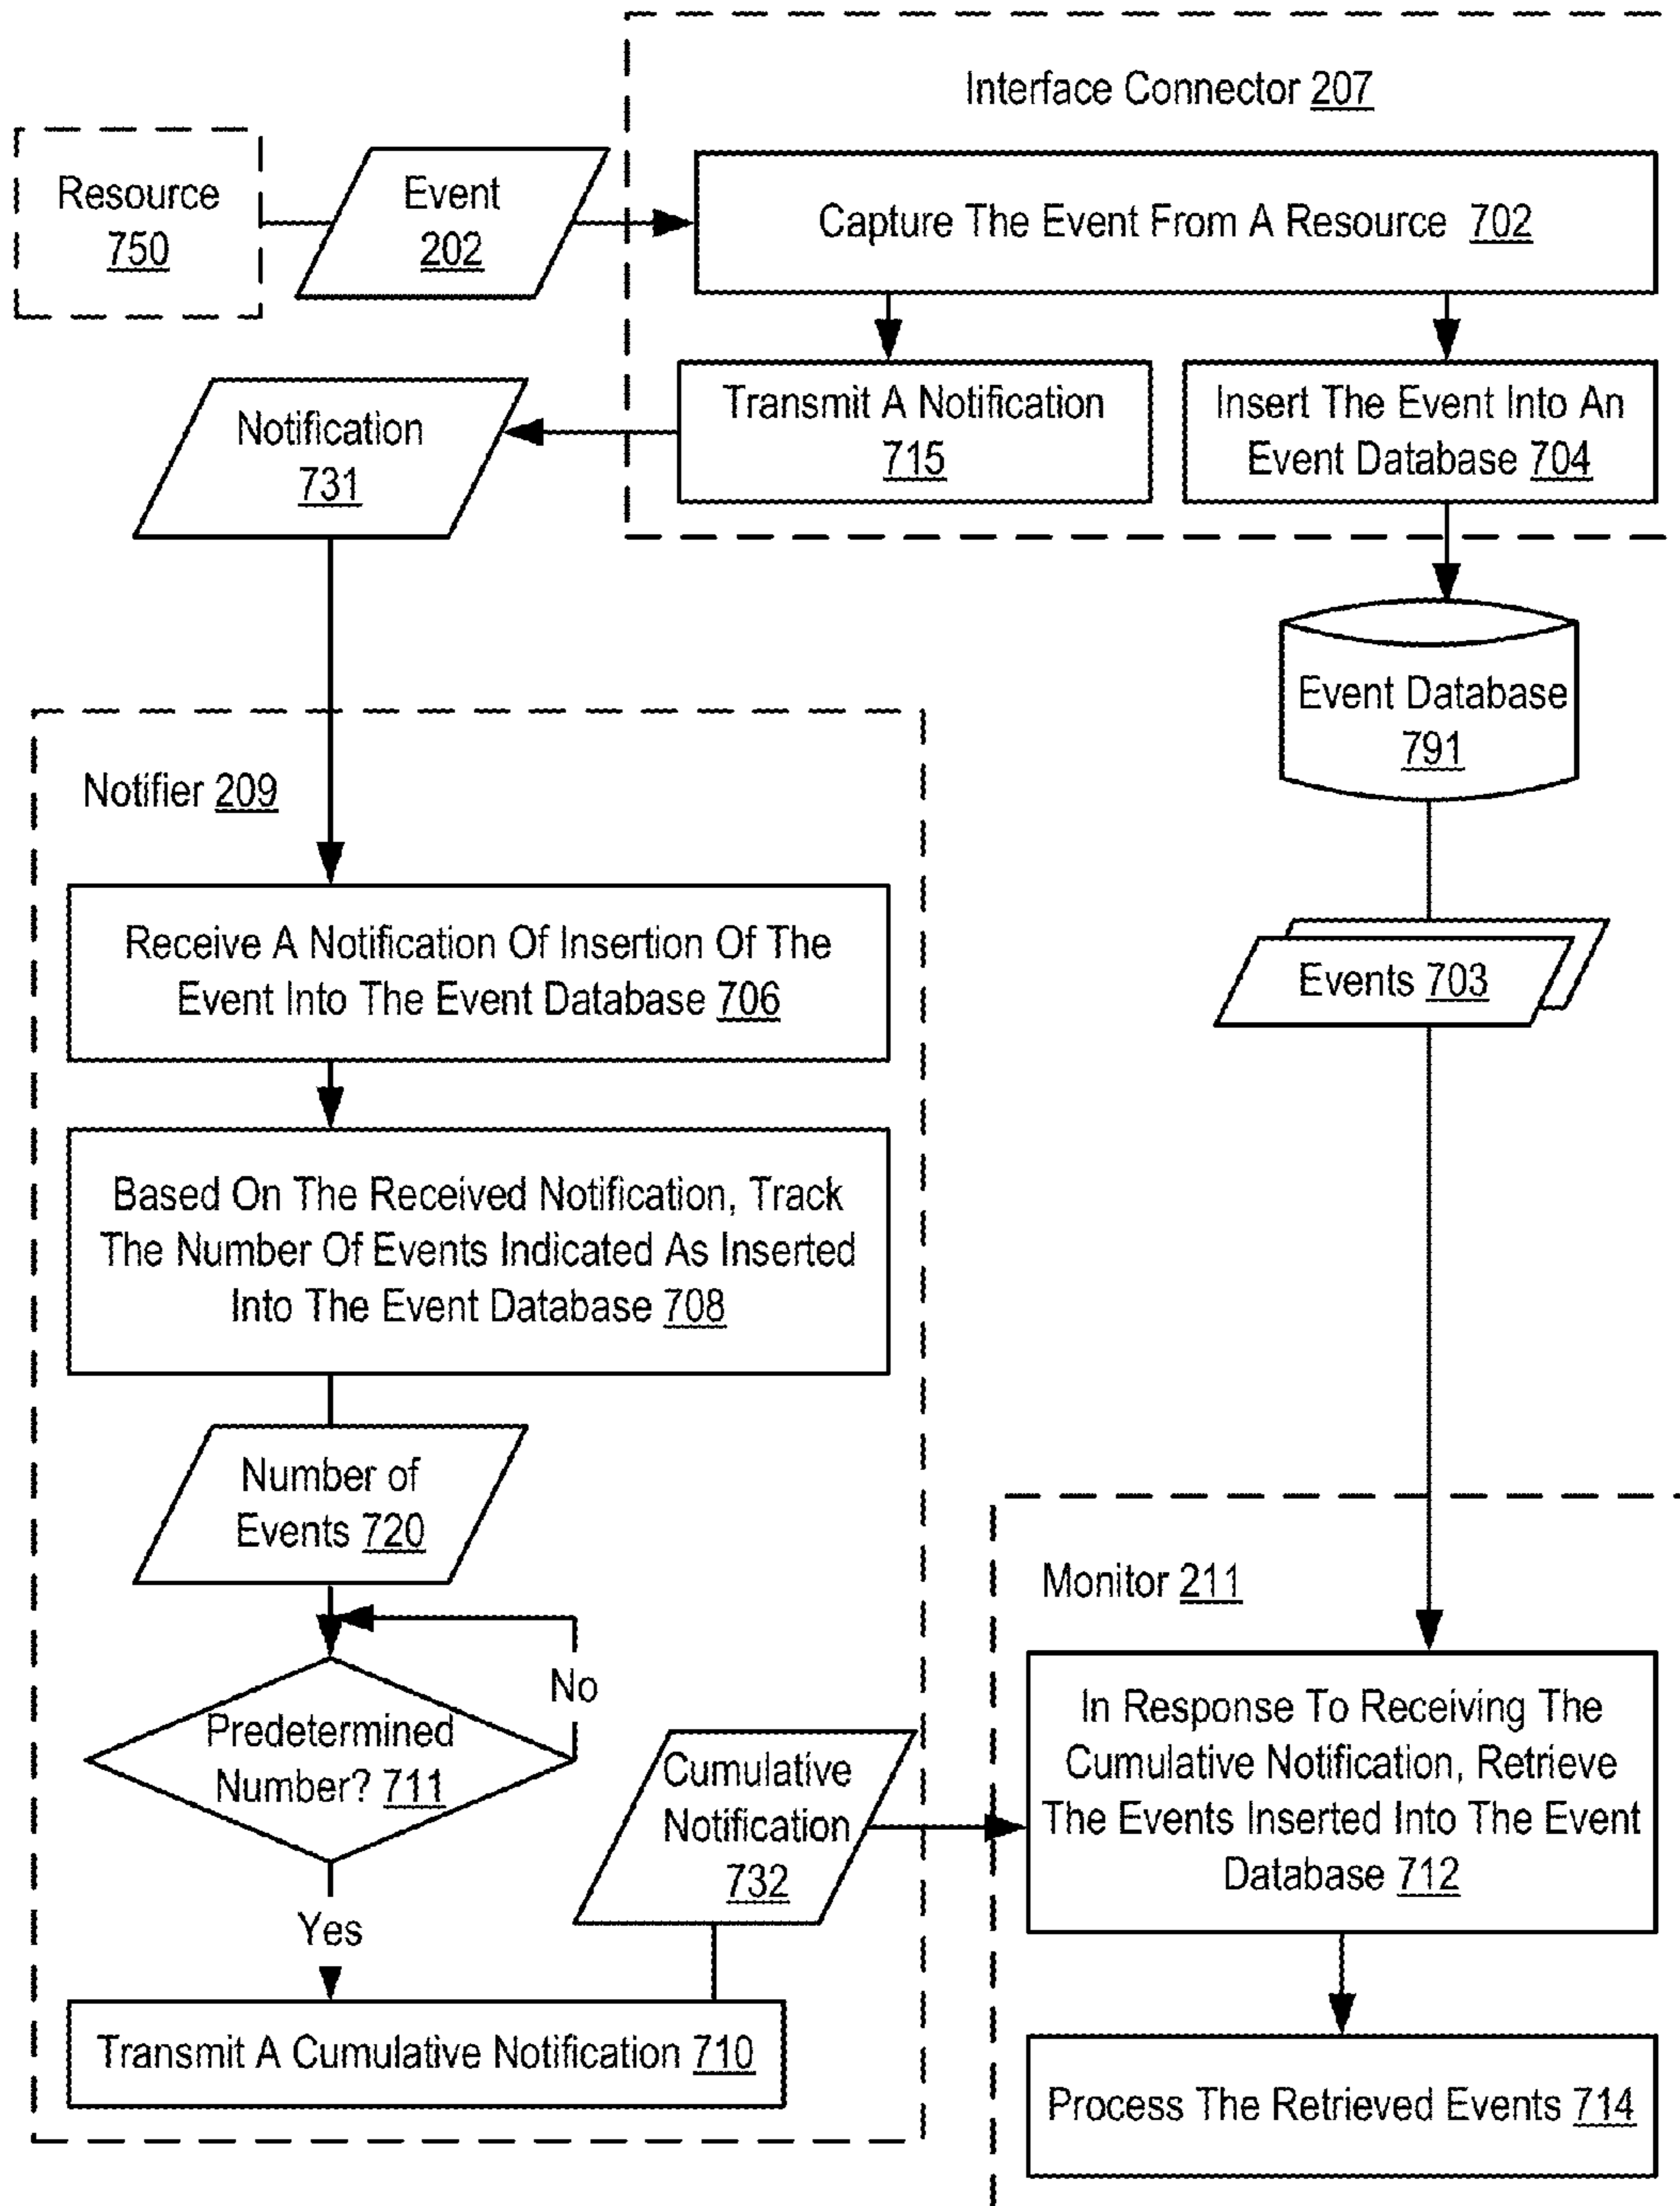 Interface Connector 207
Resource
750
Event
202
Capture The Event From A Resource 702
Notification
731
Transmit A Notification
715
Insert The Event Into An
Event Database 704
Event Database
791
Notifier 209
Receive A Notification Of Insertion Of The
Event Into The Event Database 706
Events 703
Based On The Received Notification, Track
The Number Of Events Indicated As Inserted
Into The Event Database 708
Number of
Events 720
Monitor 211
No
Predetermined
Number? 711
Cumulative
Notification
732
In Response To Receiving The
Cumulative Notification, Retrieve
The Events Inserted Into The Event
Database 712
Yes
Transmit A Cumulative Notification 710
Process The Retrieved Events 714